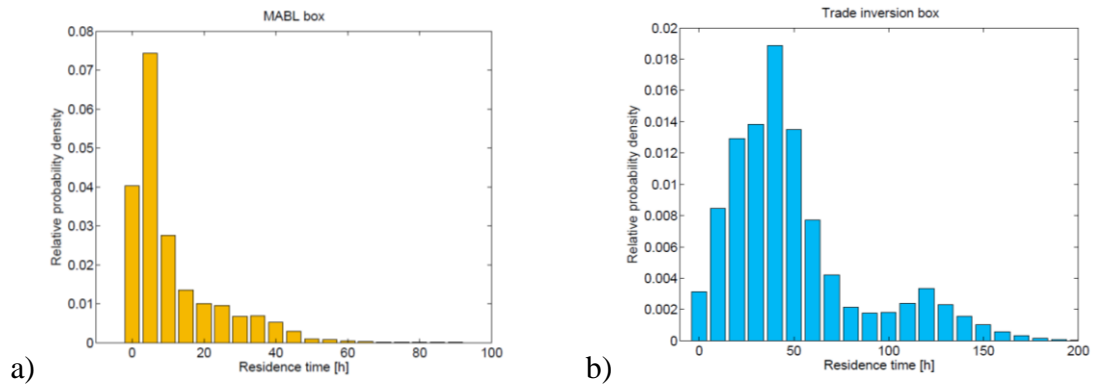 MABL box
0.08
0.07
0.06
0.05
0.04
0.03
0.02
0.01
0
Relative probability density
0 20 40 60 80 100
Residence time [h]
a)
Trade inversion box
0.02
0.018
0.016
0.014
0.012
0.01
0.008
0.006
0.004
0.002
0.000
Relative probability density
0 50 100 150 200
Residence time [h]
b)